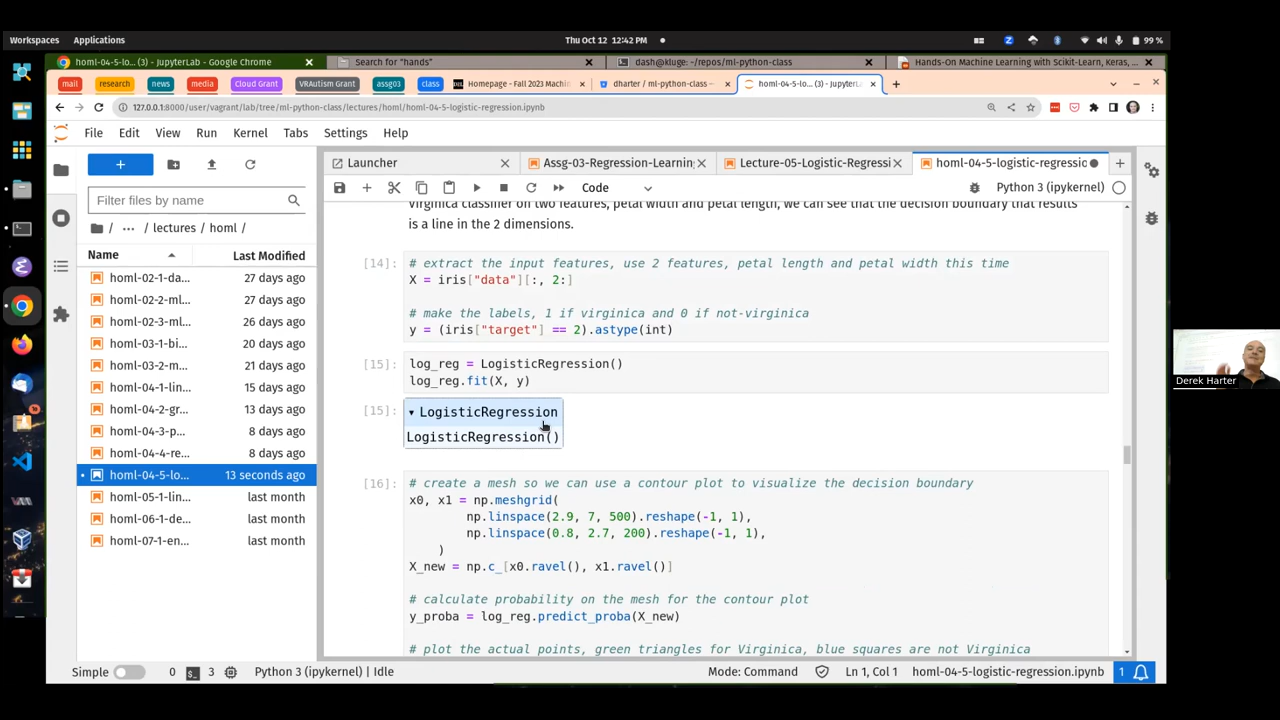 Workspaces Applications Thu Oct 12 12:42 PM 99 %
homl-04-5-lo... (3) - JupyterLab - Google Chrome × Search for "hands" × dash@kluge: ~/repos/ml-python-class × Hands-On Machine Learning with Scikit-Learn, Keras, ... ×
mail research news media Cloud Grant VRAutism Grant assg03 class Homepage - Fall 2023 Machin × dharter / ml-python-class — × homl-04-5-lo... (3) - JupyterL ×
127.0.0.1:8000/user/vagrant/lab/tree/ml-python-class/lectures/homl/homl-04-5-logistic-regression.ipynb
File Edit View Run Kernel Tabs Settings Help
Launcher Assg-03-Regression-Learning Lecture-05-Logistic-Regressi homl-04-5-logistic-regressic
Code Python 3 (ipykernel)
Filter files by name
/ ... / lectures / homl /
Name Last Modified
homl-02-1-da... 27 days ago
homl-02-2-ml... 27 days ago
homl-02-3-ml... 26 days ago
homl-03-1-bi... 20 days ago
homl-03-2-m... 21 days ago
homl-04-1-lin... 15 days ago
homl-04-2-gr... 13 days ago
homl-04-3-p... 8 days ago
homl-04-4-re... 8 days ago
homl-04-5-lo... 13 seconds ago
homl-05-1-lin... last month
homl-06-1-de... last month
homl-07-1-en... last month
virginica classifier on two features, petal width and petal length, we can see that the decision boundary that results
is a line in the 2 dimensions.
[14]: # extract the input features, use 2 features, petal length and petal width this time
X = iris["data"][:, 2:]
# make the labels, 1 if virginica and 0 if not-virginica
y = (iris["target"] == 2).astype(int)
[15]: log_reg = LogisticRegression()
log_reg.fit(X, y)
[15]: ▾ LogisticRegression
LogisticRegression()
[16]: # create a mesh so we can use a contour plot to visualize the decision boundary
x0, x1 = np.meshgrid(
np.linspace(2.9, 7, 500).reshape(-1, 1),
np.linspace(0.8, 2.7, 200).reshape(-1, 1),
)
X_new = np.c_[x0.ravel(), x1.ravel()]
# calculate probability on the mesh for the contour plot
y_proba = log_reg.predict_proba(X_new)
# plot the actual points, green triangles for Virginica, blue squares are not Virginica
Derek Harter
Simple 0 3 Python 3 (ipykernel) | Idle Mode: Command Ln 1, Col 1 homl-04-5-logistic-regression.ipynb 1